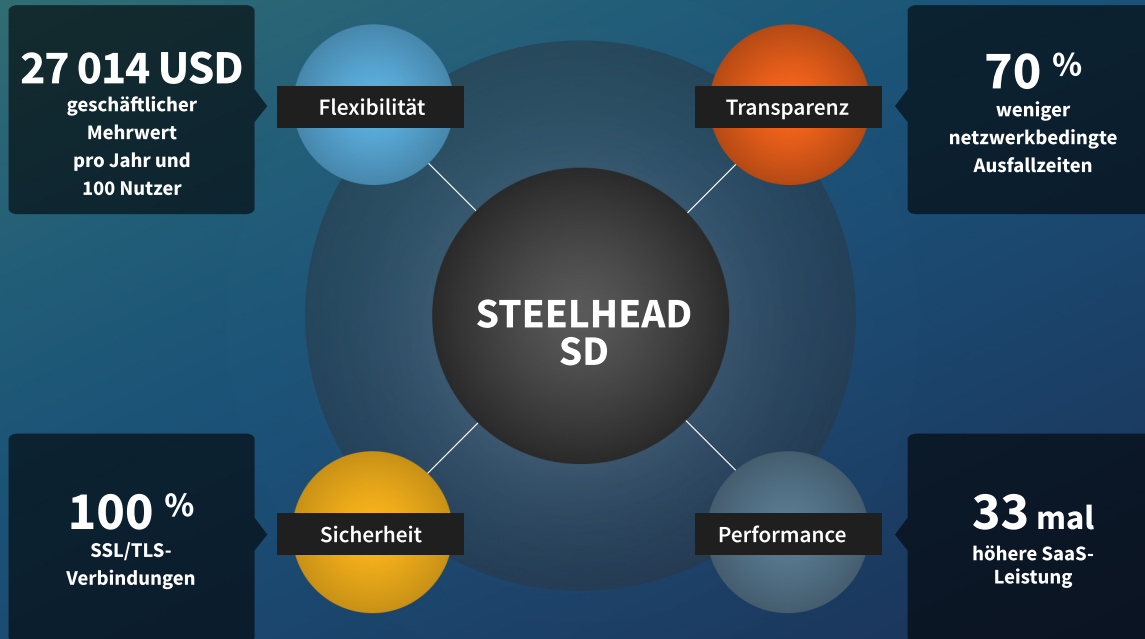 27 014 USD
geschäftlicher
Mehrwert
pro Jahr und
100 Nutzer
Flexibilität
Transparenz
70 %
weniger
netzwerkbedingte
Ausfallzeiten
STEELHEAD
SD
100 %
SSL/TLS-
Verbindungen
Sicherheit
Performance
33 mal
höhere SaaS-
Leistung